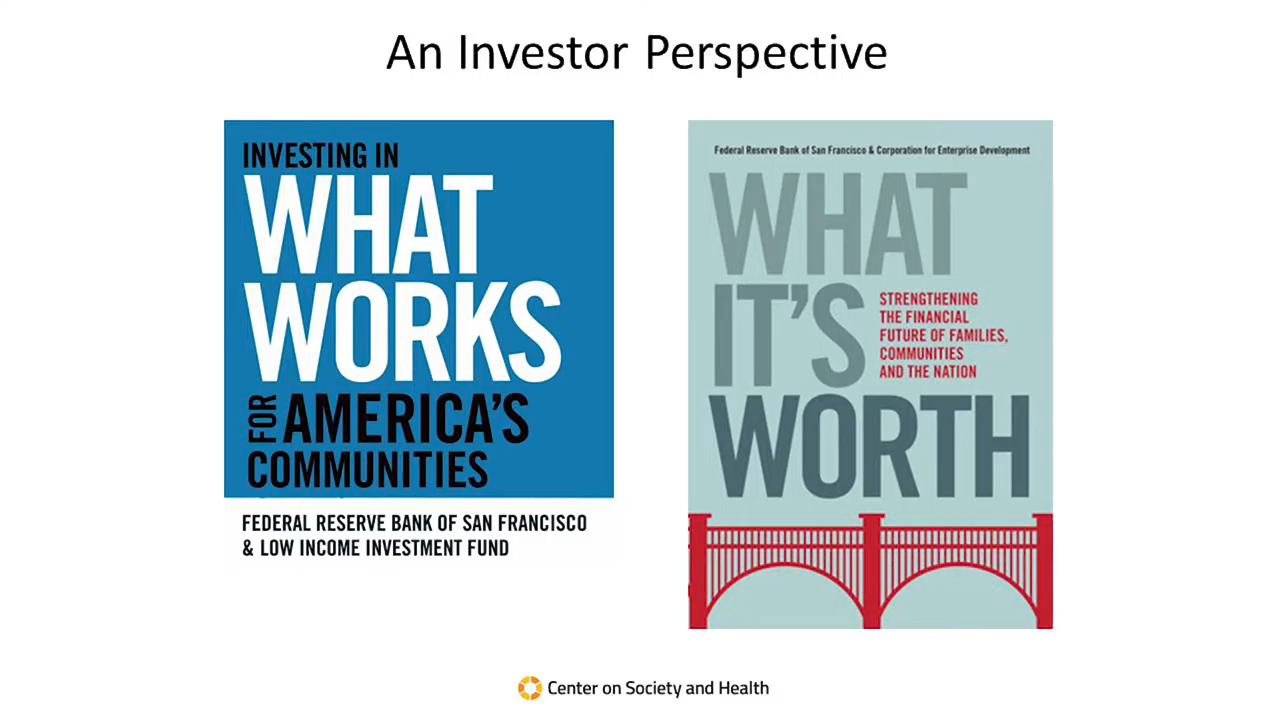 An Investor Perspective
INVESTING IN
WHAT
WORKS
FOR AMERICA'S
COMMUNITIES
FEDERAL RESERVE BANK OF SAN FRANCISCO
& LOW INCOME INVESTMENT FUND
Federal Reserve Bank of San Francisco & Corporation for Enterprise Development
WHAT
IT'S
WORTH
STRENGTHENING
THE FINANCIAL
FUTURE OF FAMILIES,
COMMUNITIES
AND THE NATION
Center on Society and Health